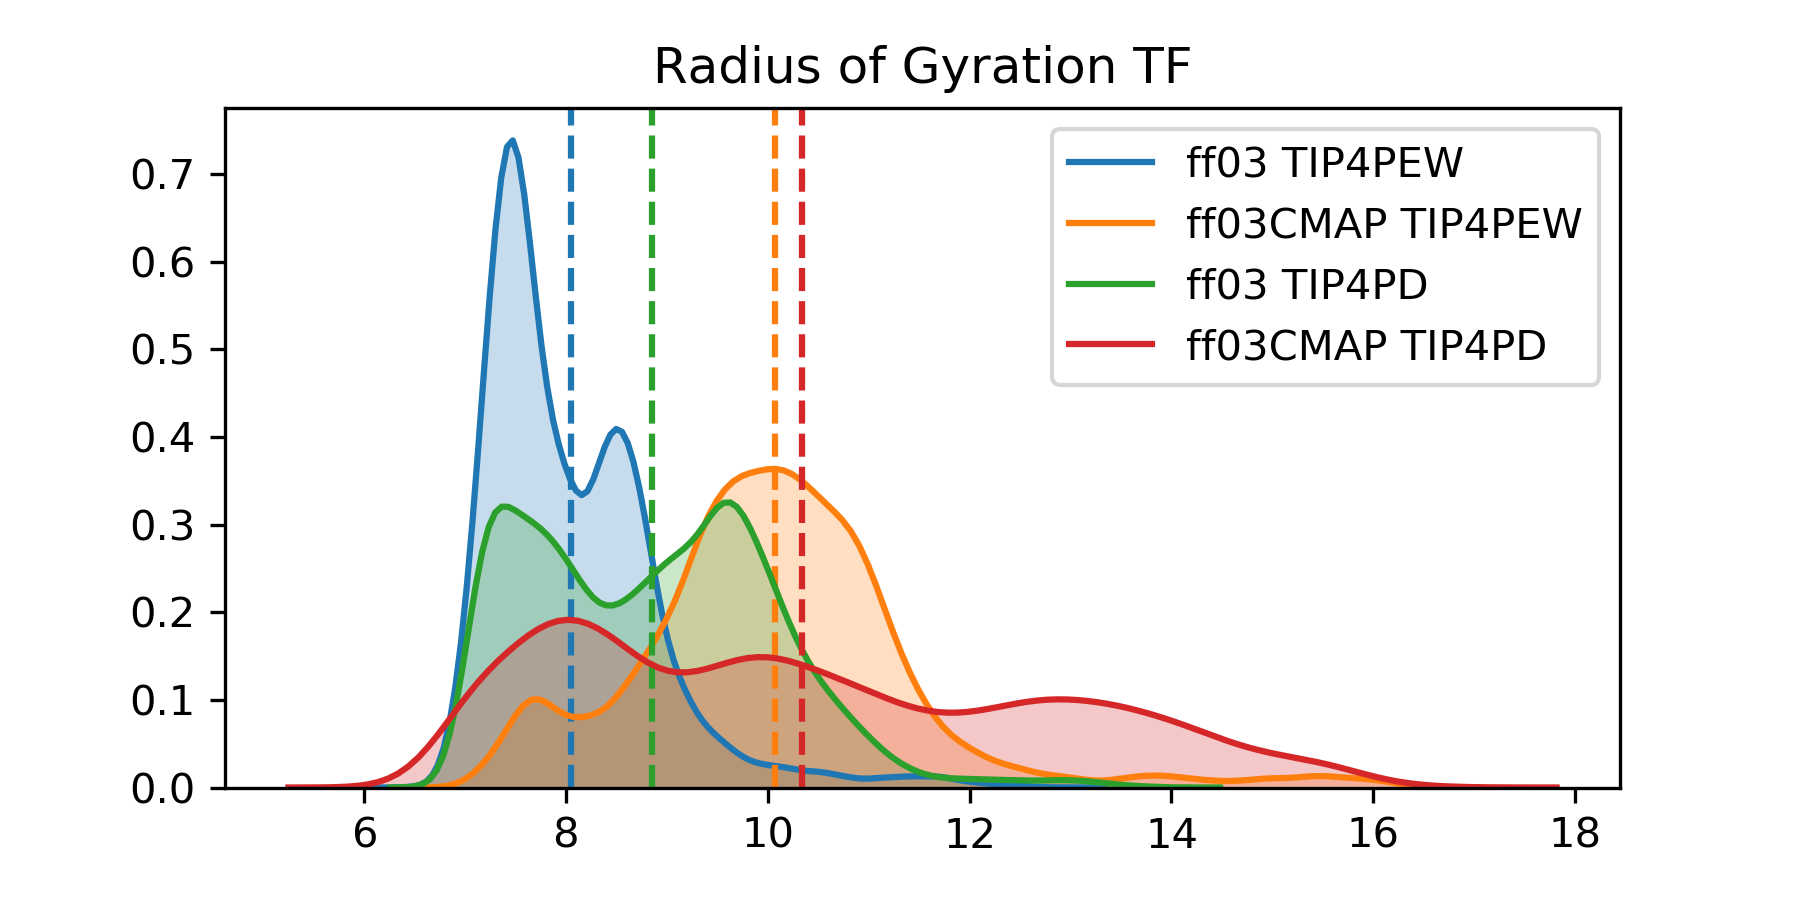 Radius of Gyration TF
ff03 TIP4PEW
ff03CMAP TIP4PEW
ff03 TIP4PD
ff03CMAP TIP4PD
0.7
0.6
0.5
0.4
0.3
0.2
0.1
0.0
6 8 10 12 14 16 18